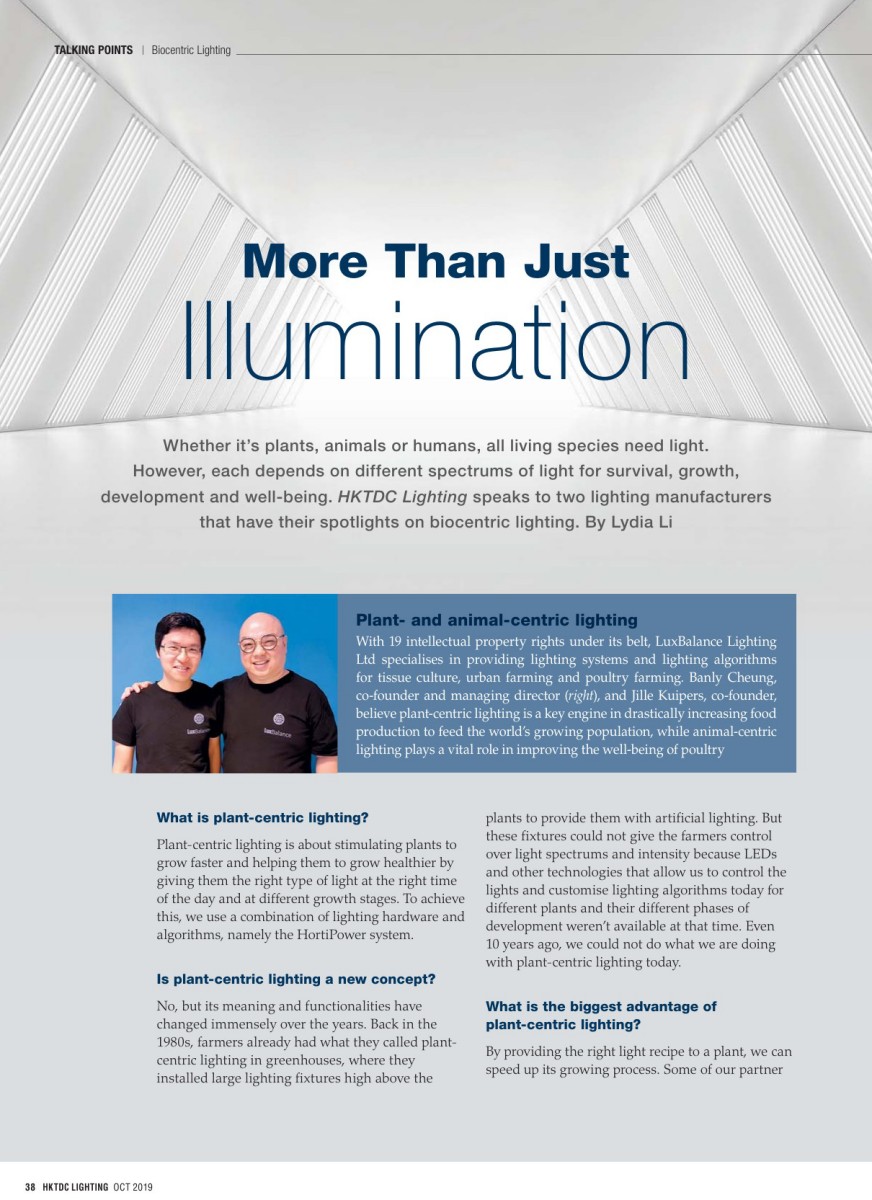 TALKING POINTS | Biocentric Lighting
More Than Just
Illumination
Whether it’s plants, animals or humans, all living species need light.
However, each depends on different spectrums of light for survival, growth,
development and well-being. HKTDC Lighting speaks to two lighting manufacturers
that have their spotlights on biocentric lighting. By Lydia Li
LuxBalance
LuxBalance
Plant- and animal-centric lighting
With 19 intellectual property rights under its belt, LuxBalance Lighting
Ltd specialises in providing lighting systems and lighting algorithms
for tissue culture, urban farming and poultry farming. Banly Cheung,
co-founder and managing director (right), and Jille Kuipers, co-founder,
believe plant-centric lighting is a key engine in drastically increasing food
production to feed the world’s growing population, while animal-centric
lighting plays a vital role in improving the well-being of poultry
What is plant-centric lighting?
Plant-centric lighting is about stimulating plants to
grow faster and helping them to grow healthier by
giving them the right type of light at the right time
of the day and at different growth stages. To achieve
this, we use a combination of lighting hardware and
algorithms, namely the HortiPower system.
Is plant-centric lighting a new concept?
No, but its meaning and functionalities have
changed immensely over the years. Back in the
1980s, farmers already had what they called plant-
centric lighting in greenhouses, where they
installed large lighting fixtures high above the
plants to provide them with artificial lighting. But
these fixtures could not give the farmers control
over light spectrums and intensity because LEDs
and other technologies that allow us to control the
lights and customise lighting algorithms today for
different plants and their different phases of
development weren’t available at that time. Even
10 years ago, we could not do what we are doing
with plant-centric lighting today.
What is the biggest advantage of
plant-centric lighting?
By providing the right light recipe to a plant, we can
speed up its growing process. Some of our partner
38 HKTDC LIGHTING OCT 2019